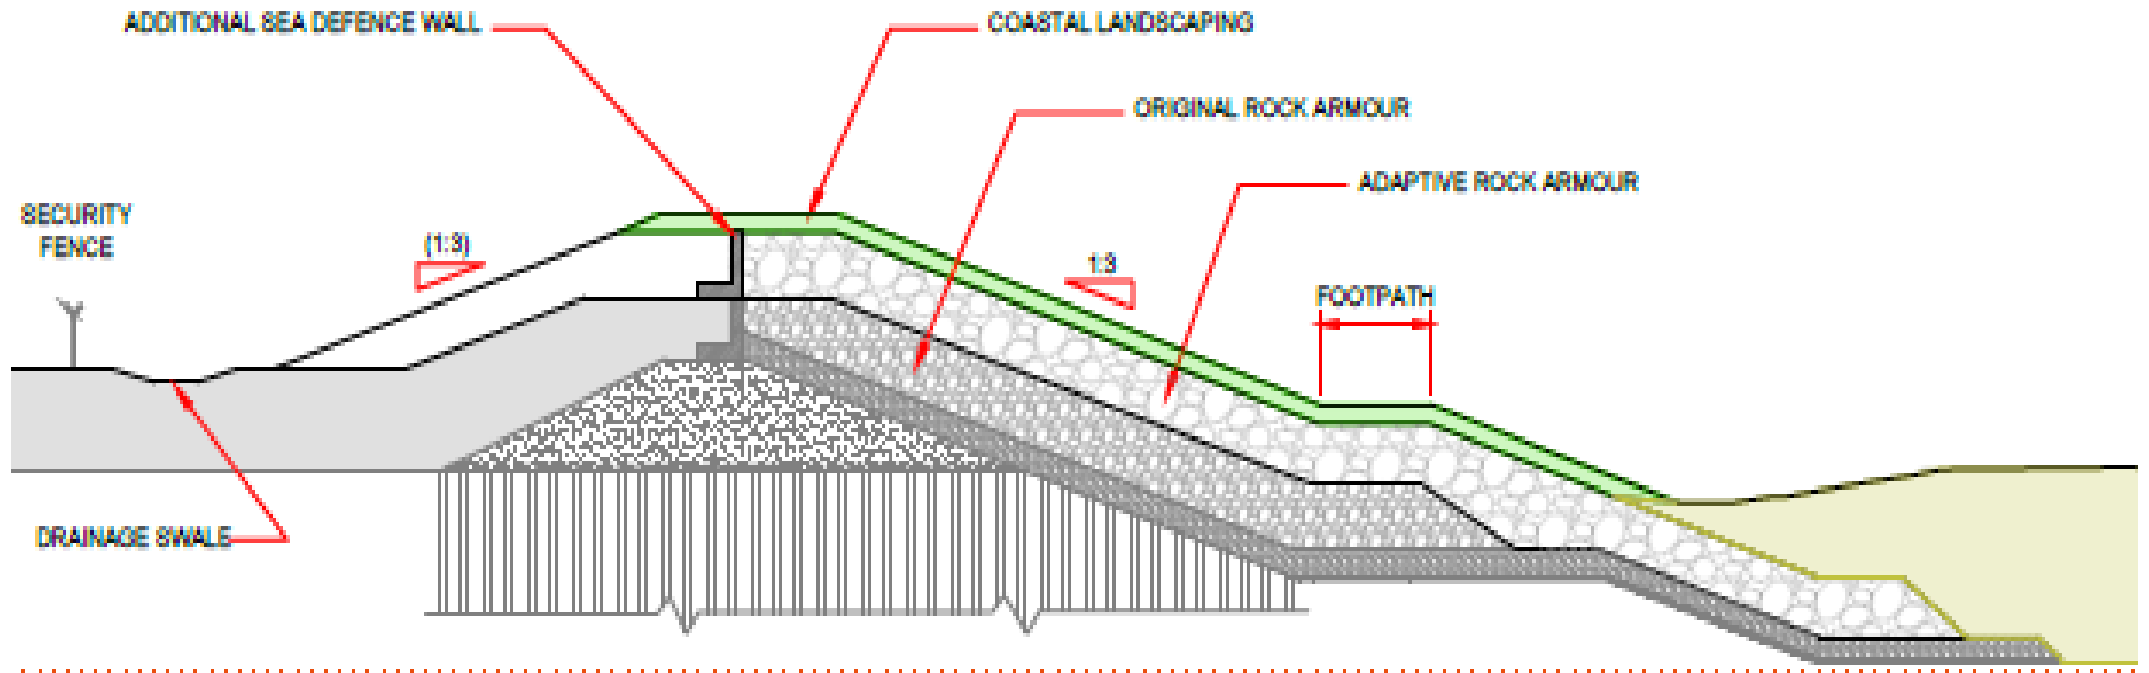 ADDITIONAL SEA DEFENCE WALL
COASTAL LANDSCAPING
ORIGINAL ROCK ARMOUR
ADAPTIVE ROCK ARMOUR
SECURITY
FENCE
(1:3)
1:3
FOOTPATH
DRAINAGE SWALE